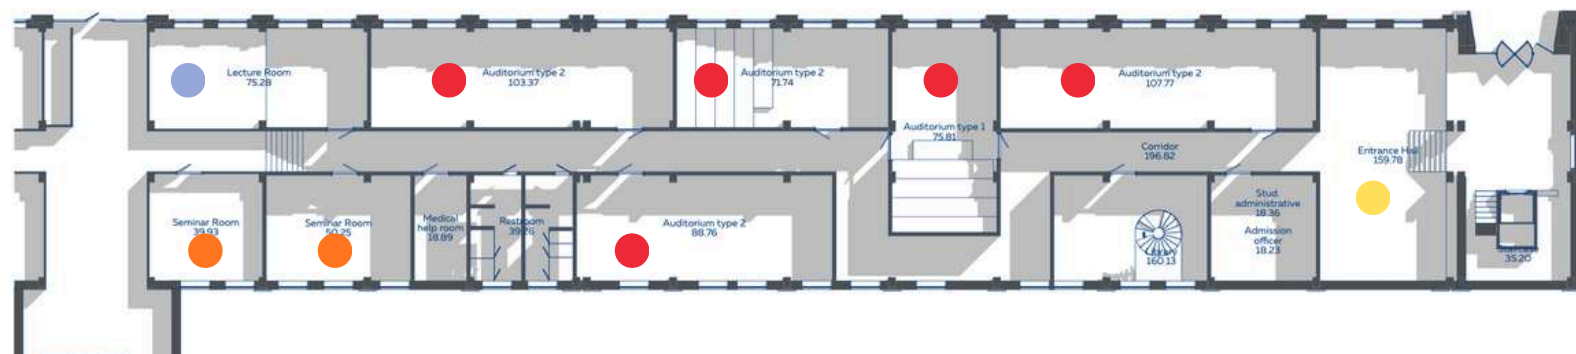 Lecture Room
75.28
Auditorium type 2
103.37
Auditorium type 2
71.74
Auditorium type 1
75.81
Auditorium type 2
107.77
Corridor
196.82
Entrance Hall
159.78
Seminar Room
39.93
Seminar Room
50.25
Medical
help room
18.89
Restroom
39.26
Auditorium type 2
88.76
160.13
Stud.
administrative
18.36
Admission
officer
18.23
35.20